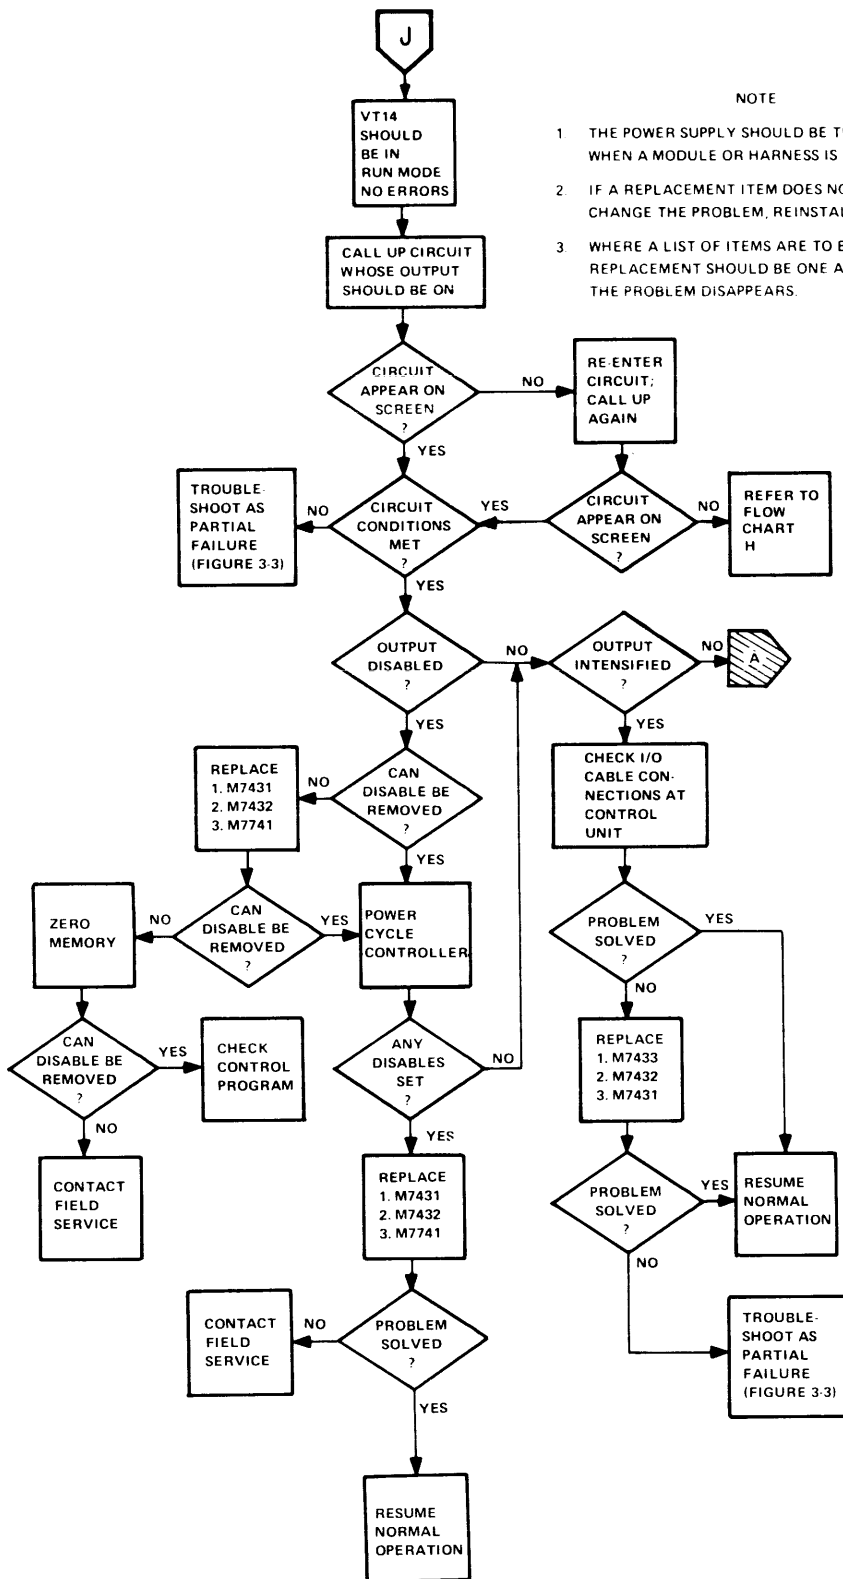 J
VT14
SHOULD
BE IN
RUN MODE
NO ERRORS
NOTE
1. THE POWER SUPPLY SHOULD BE
WHEN A MODULE OR HARNESS IS
2. IF A REPLACEMENT ITEM DOES
CHANGE THE PROBLEM,
3. WHERE A LIST OF ITEMS ARE TO
REPLACEMENT SHOULD BE ONE
THE PROBLEM DISAPPEARS.
CALL UP CIRCUIT
WHOSE OUTPUT
SHOULD BE ON
CIRCUIT
APPEAR ON
SCREEN
?
NO
YES
RE-ENTER
CIRCUIT;
CALL UP
AGAIN
TROUBLE-
SHOOT AS
PARTIAL
FAILURE
(FIGURE 3-3)
NO
CIRCUIT
CONDITIONS
MET
?
YES
YES
CIRCUIT
APPEAR ON
SCREEN
?
NO
REFER TO
FLOW
CHART
H
OUTPUT
DISABLED
?
NO
YES
OUTPUT
INTENSIFIED
?
NO
A
YES
REPLACE
1. M7431
2. M7432
3. M7741
NO
CAN
DISABLE BE
REMOVED
?
YES
CHECK I/O
CABLE CON-
NECTIONS AT
CONTROL
UNIT
ZERO
MEMORY
NO
CAN
DISABLE BE
REMOVED
?
YES
POWER
CYCLE
CONTROLLER
PROBLEM
SOLVED
?
YES
NO
CAN
DISABLE BE
REMOVED
?
YES
NO
CHECK
CONTROL
PROGRAM
ANY
DISABLES
SET
?
NO
YES
REPLACE
1. M7433
2. M7432
3. M7431
CONTACT
FIELD
SERVICE
REPLACE
1. M7431
2. M7432
3. M7741
PROBLEM
SOLVED
?
YES
NO
RESUME
NORMAL
OPERATION
CONTACT
FIELD
SERVICE
NO
PROBLEM
SOLVED
?
YES
TROUBLE-
SHOOT AS
PARTIAL
FAILURE
(FIGURE 3-3)
RESUME
NORMAL
OPERATION